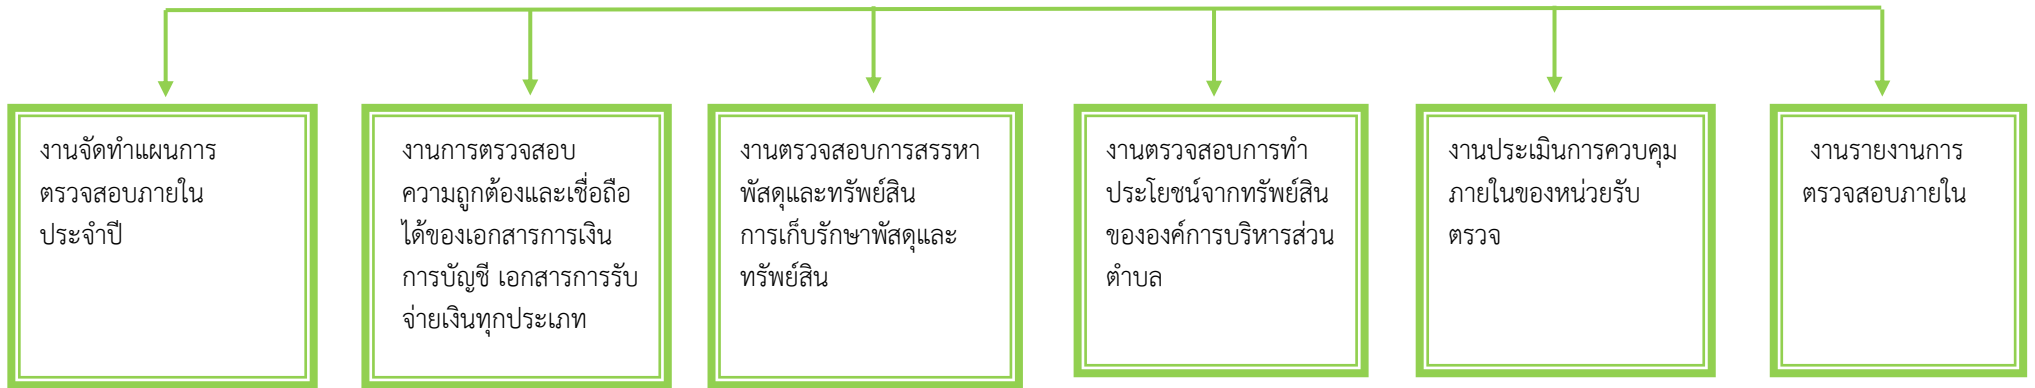 งานจัดทำแผนการ
ตรวจสอบภายใน
ประจำปี
งานการตรวจสอบ
ความถูกต้องและเชื่อถือ
ได้ของเอกสารการเงิน
การบัญชี เอกสารการรับ
จ่ายเงินทุกประเภท
งานตรวจสอบการสรรหา
พัสดุและทรัพย์สิน
การเก็บรักษาพัสดุและ
ทรัพย์สิน
งานตรวจสอบการทำ
ประโยชน์จากทรัพย์สิน
ขององค์การบริหารส่วน
ตำบล
งานประเมินการควบคุม
ภายในของหน่วยรับ
ตรวจ
งานรายงานการ
ตรวจสอบภายใน